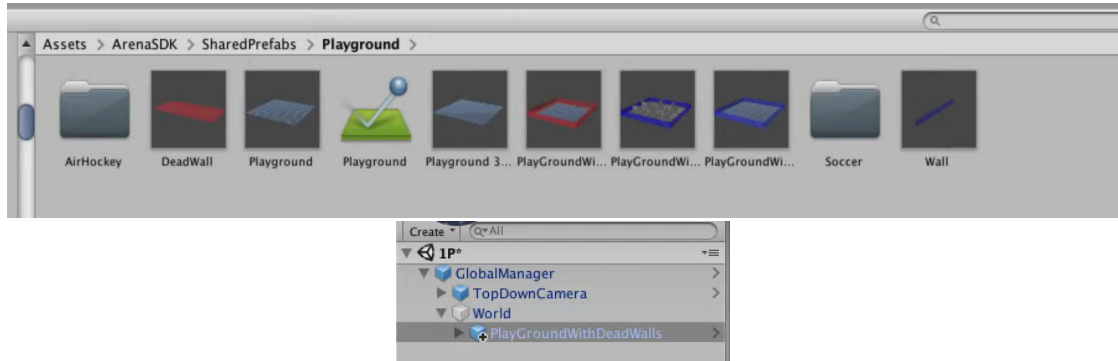 Assets > ArenaSDK > SharedPrefabs > Playground >
AirHockey DeadWall Playground Playground Playground 3... PlayGroundWi... PlayGroundWi... PlayGroundWi... Soccer Wall
Create All
1P*
GlobalManager
TopDownCamera
World
PlayGroundWithDeadWalls